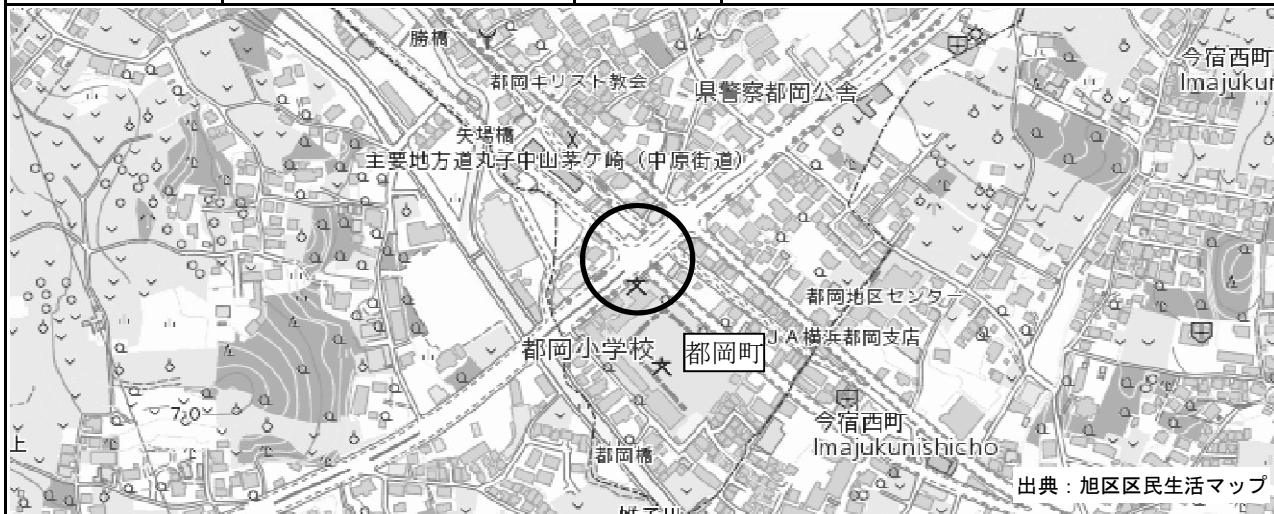 勝橋
都岡キリスト教会
県警察都岡公舎
今宿西町
Imajuku
矢場橋
主要地方道丸子中山茅ケ崎（中原街道）
都岡地区センター
都岡小学校
都岡町
JA横浜都岡支店
70
今宿西町
Imajukunishicho
上
都岡橋
出典：旭区区民生活マップ